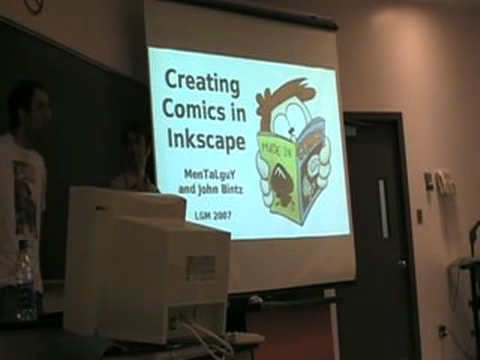 Creating
Comics in
Inkscape
MenTaLguY
and John Bintz
LGM 2007
MADE IN